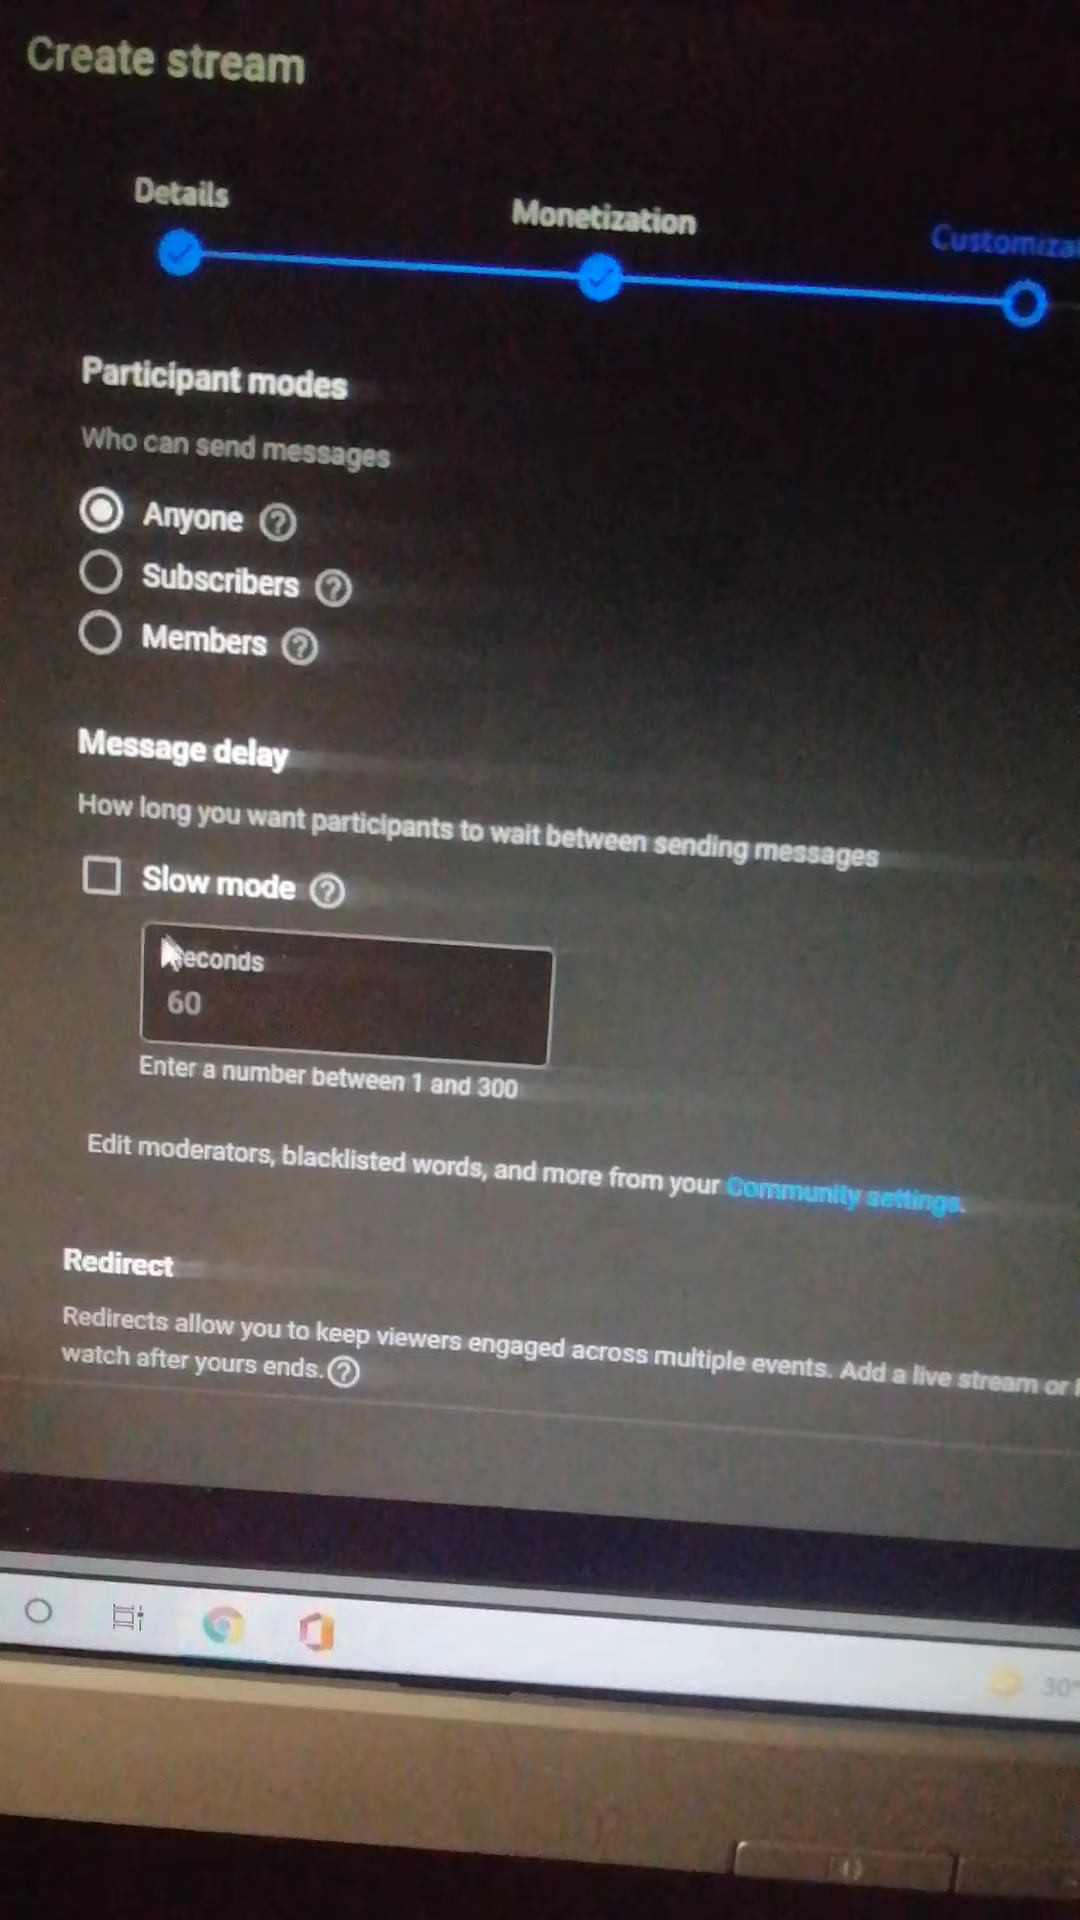 Create stream
Details
Monetization
Participant modes
Who can send messages
Anyone
Subscribers
Members
Message delay
How long you want participants to wait between sending messages
Slow mode
60
Enter a number between 1 and 300
Edit moderators, blacklisted words, and more from your Community settings.
Redirect
Redirects allow you to keep viewers engaged across multiple events. Add a live stream or
watch after yours ends.
30°